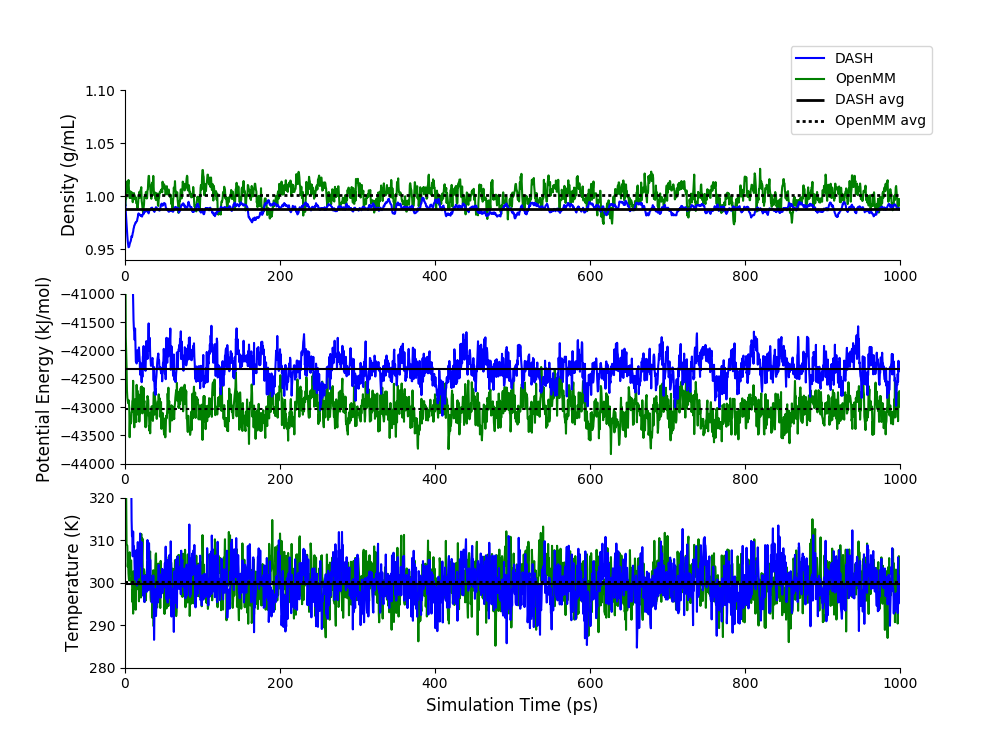 DASH
OpenMM
DASH avg
OpenMM avg
Density (g/mL)
1.10
1.05
1.00
0.95
0 200 400 600 800 1000
Potential Energy (kJ/mol)
−41000
−41500
−42000
−42500
−43000
−43500
−44000
0 200 400 600 800 1000
Temperature (K)
320
310
300
290
280
0 200 400 600 800 1000
Simulation Time (ps)